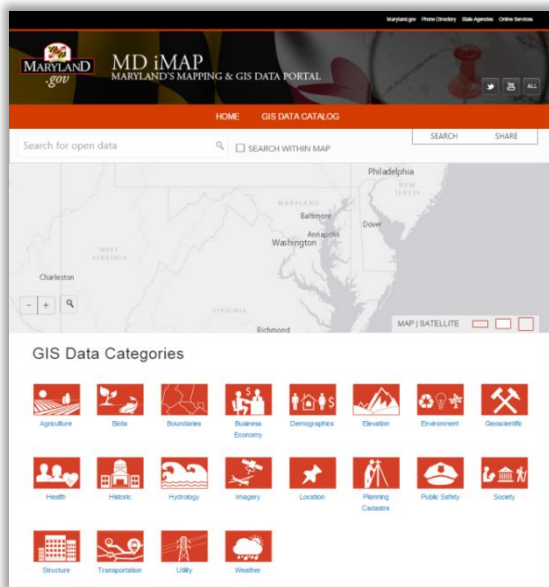 Maryland.gov Phone Directory State Agencies Online Services
MARYLAND
.gov
MD iMAP
MARYLAND'S MAPPING & GIS DATA PORTAL
You
Tube
ALL
HOME GIS DATA CATALOG
Search for open data
SEARCH WITHIN MAP
SEARCH SHARE
Philadelphia
NEW
JERSEY
MARYLAND
Baltimore
Dover
Annapolis
Washington
WEST
VIRGINIA
Charleston
- +
VIRGINIA
Richmond
MAP | SATELLITE
GIS Data Categories
Agriculture Biota Boundaries Business Economy Demographics Elevation Environment Geoscientific
Health Historic Hydrology Imagery Location Planning Cadastre Public Safety Society
Structure Transportation Utility Weather